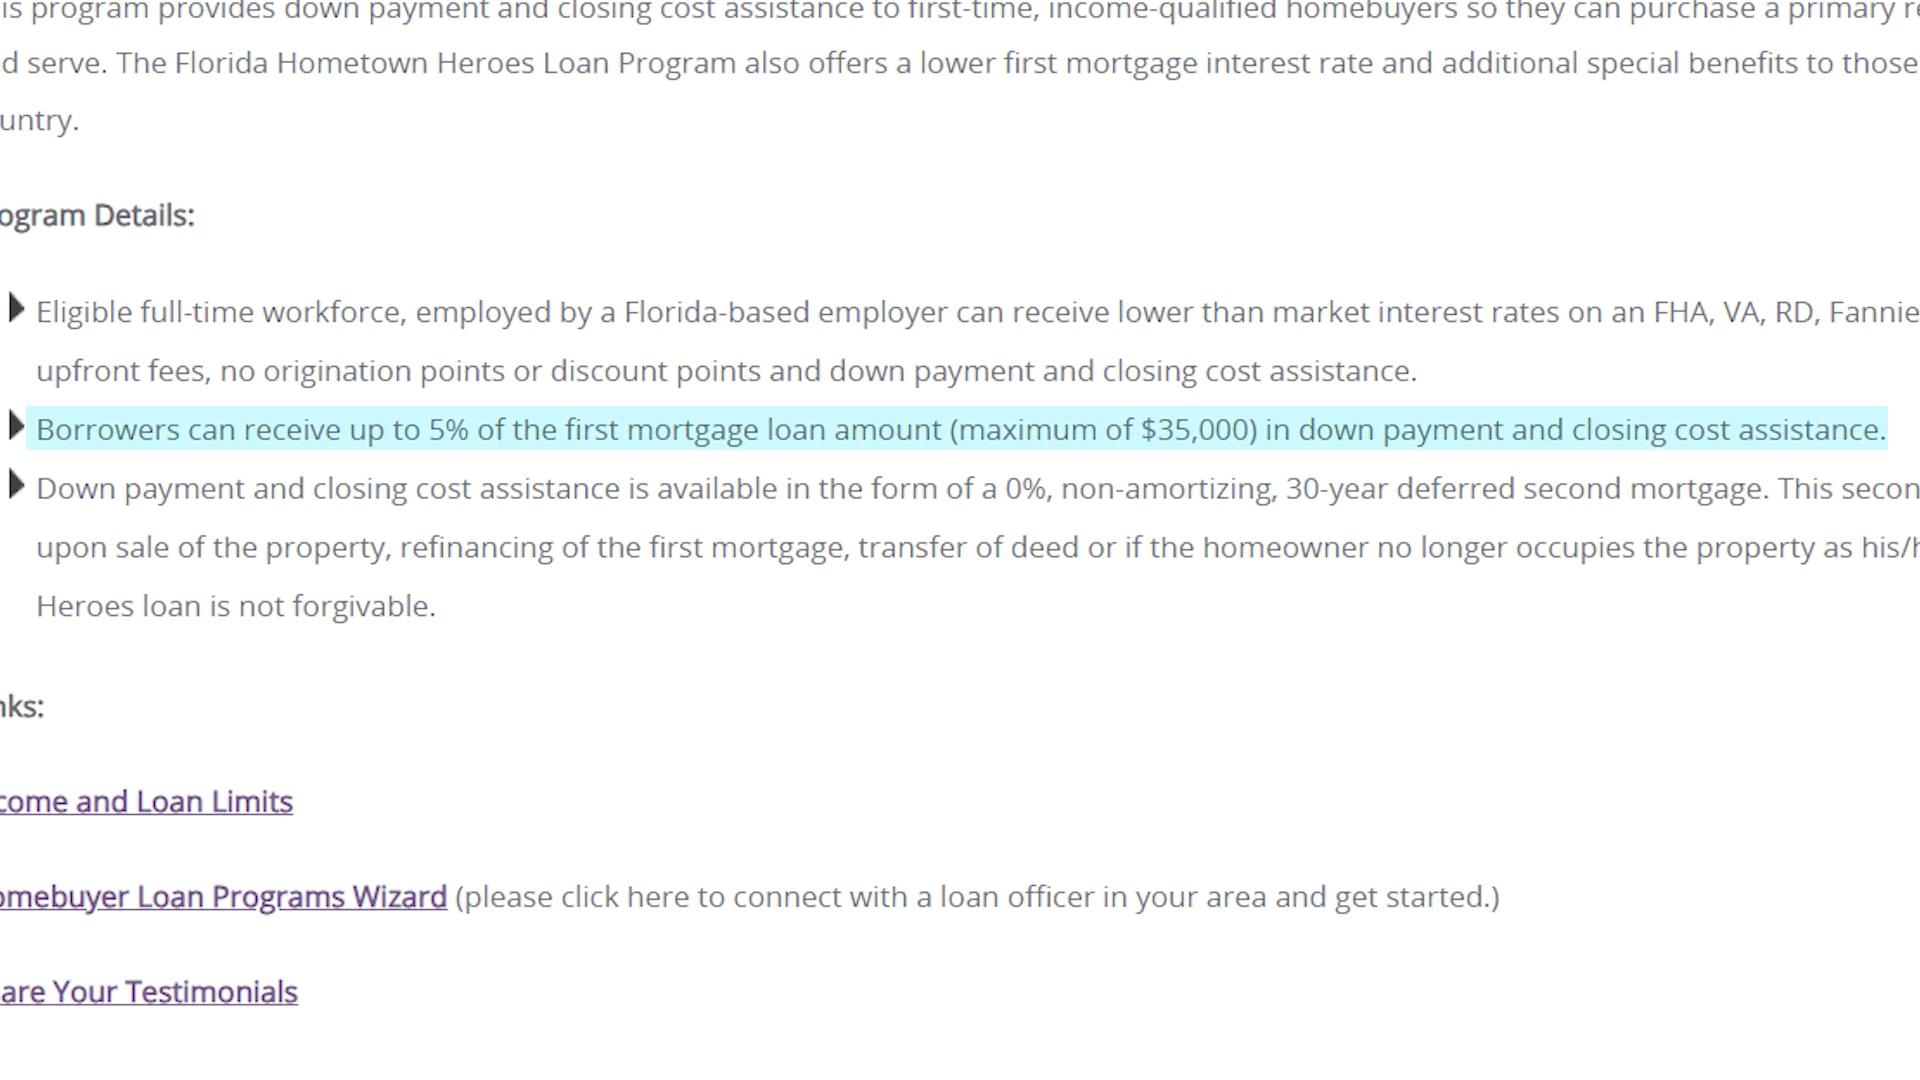 is program provides down payment and closing cost assistance to first-time, income-qualified homebuyers so they can purchase a primary re
d serve. The Florida Hometown Heroes Loan Program also offers a lower first mortgage interest rate and additional special benefits to those
untry.
ogram Details:
Eligible full-time workforce, employed by a Florida-based employer can receive lower than market interest rates on an FHA, VA, RD, Fannie
upfront fees, no origination points or discount points and down payment and closing cost assistance.
Borrowers can receive up to 5% of the first mortgage loan amount (maximum of $35,000) in down payment and closing cost assistance.
Down payment and closing cost assistance is available in the form of a 0%, non-amortizing, 30-year deferred second mortgage. This secon
upon sale of the property, refinancing of the first mortgage, transfer of deed or if the homeowner no longer occupies the property as his/h
Heroes loan is not forgivable.
nks:
come and Loan Limits
omebuyer Loan Programs Wizard (please click here to connect with a loan officer in your area and get started.)
are Your Testimonials